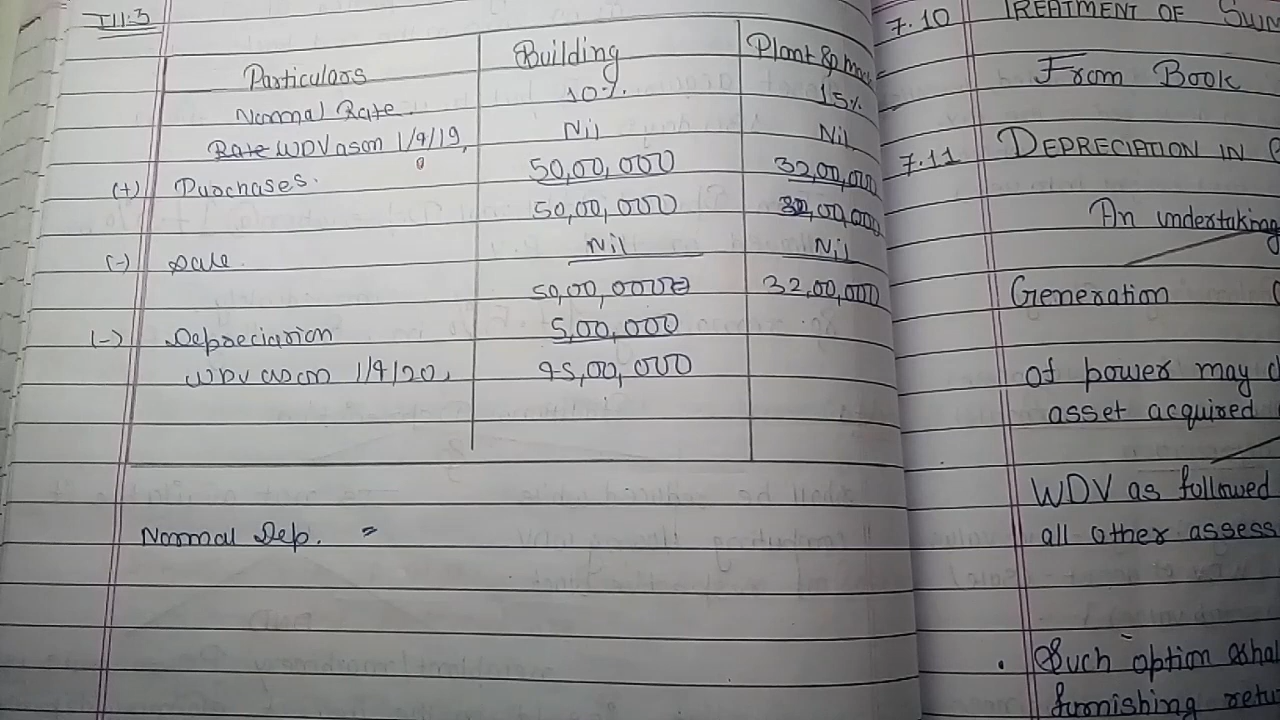 Ill:3
Particulars Building Plant & mac
Normal Rate. 10% 15%
Rate WDV as on 1/4/19, Nil Nil
(+) Purchases. 50,00,000 32,00,000
50,00,000 32,00,000
(-) Sale. Nil Nil
50,00,000 32,00,000
(-) Depreciarion 5,00,000
WDV as on 1/4/20, 45,00,000
Normal Dep. =
7.10 TREATMENT OF
From Book
7.11 DEPRECIATION IN
An undertaking
Generation
of power may
asset acquired
WDV as followed
all other assess
. Such option shal
furnishing retu